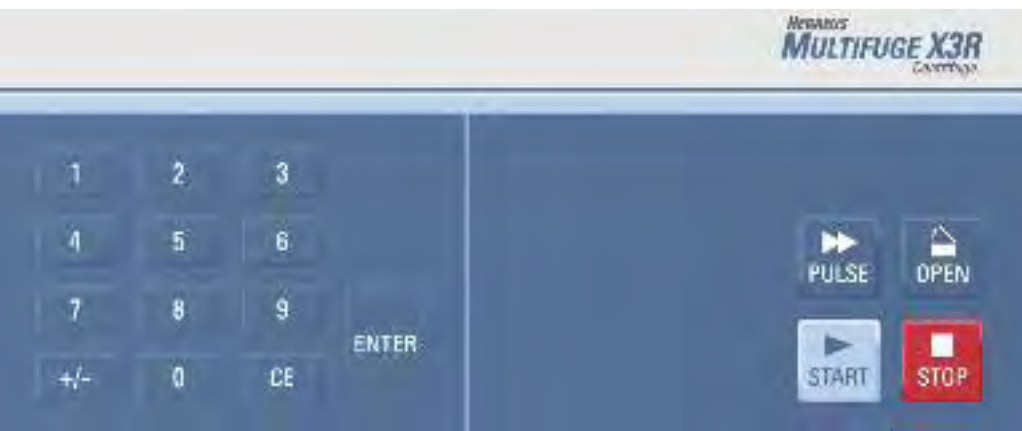 Heraeus
MULTIFUGE X3R
Centrifuge
1 2 3
4 5 6
PULSE OPEN
7 8 9
ENTER
START STOP
+/- 0 CE